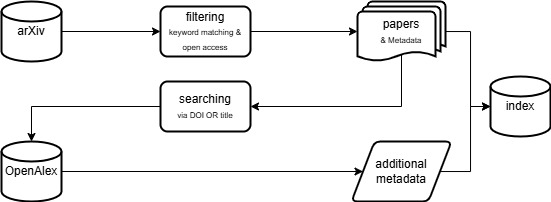 arXiv
filtering
keyword matching &
open access
papers
& Metadata
searching
via DOI OR title
index
OpenAlex
additional
metadata